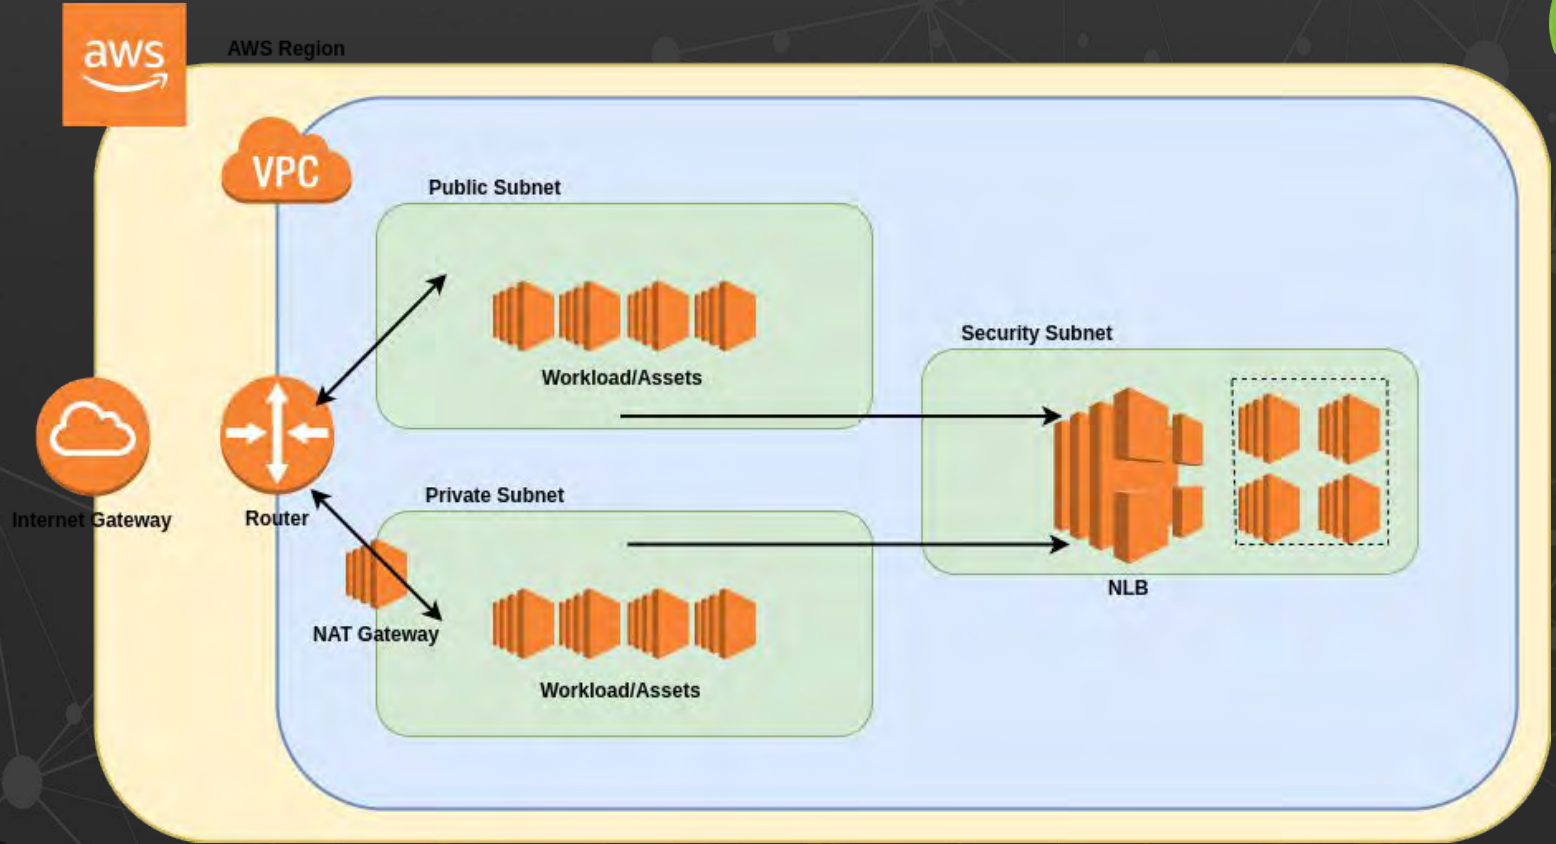 aws
AWS Region
VPC
Public Subnet
Workload/Assets
Security Subnet
Internet Gateway
Router
Private Subnet
NAT Gateway
Workload/Assets
NLB